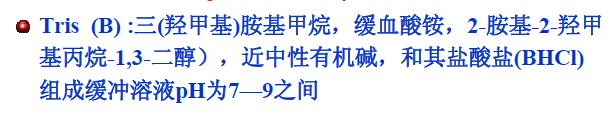 Tris (B) :三(羟甲基)胺基甲烷，缓血酸铵，2-胺基-2-羟甲
基丙烷-1,3-二醇），近中性有机碱，和其盐酸盐(BHCl)
组成缓冲溶液pH为7—9之间